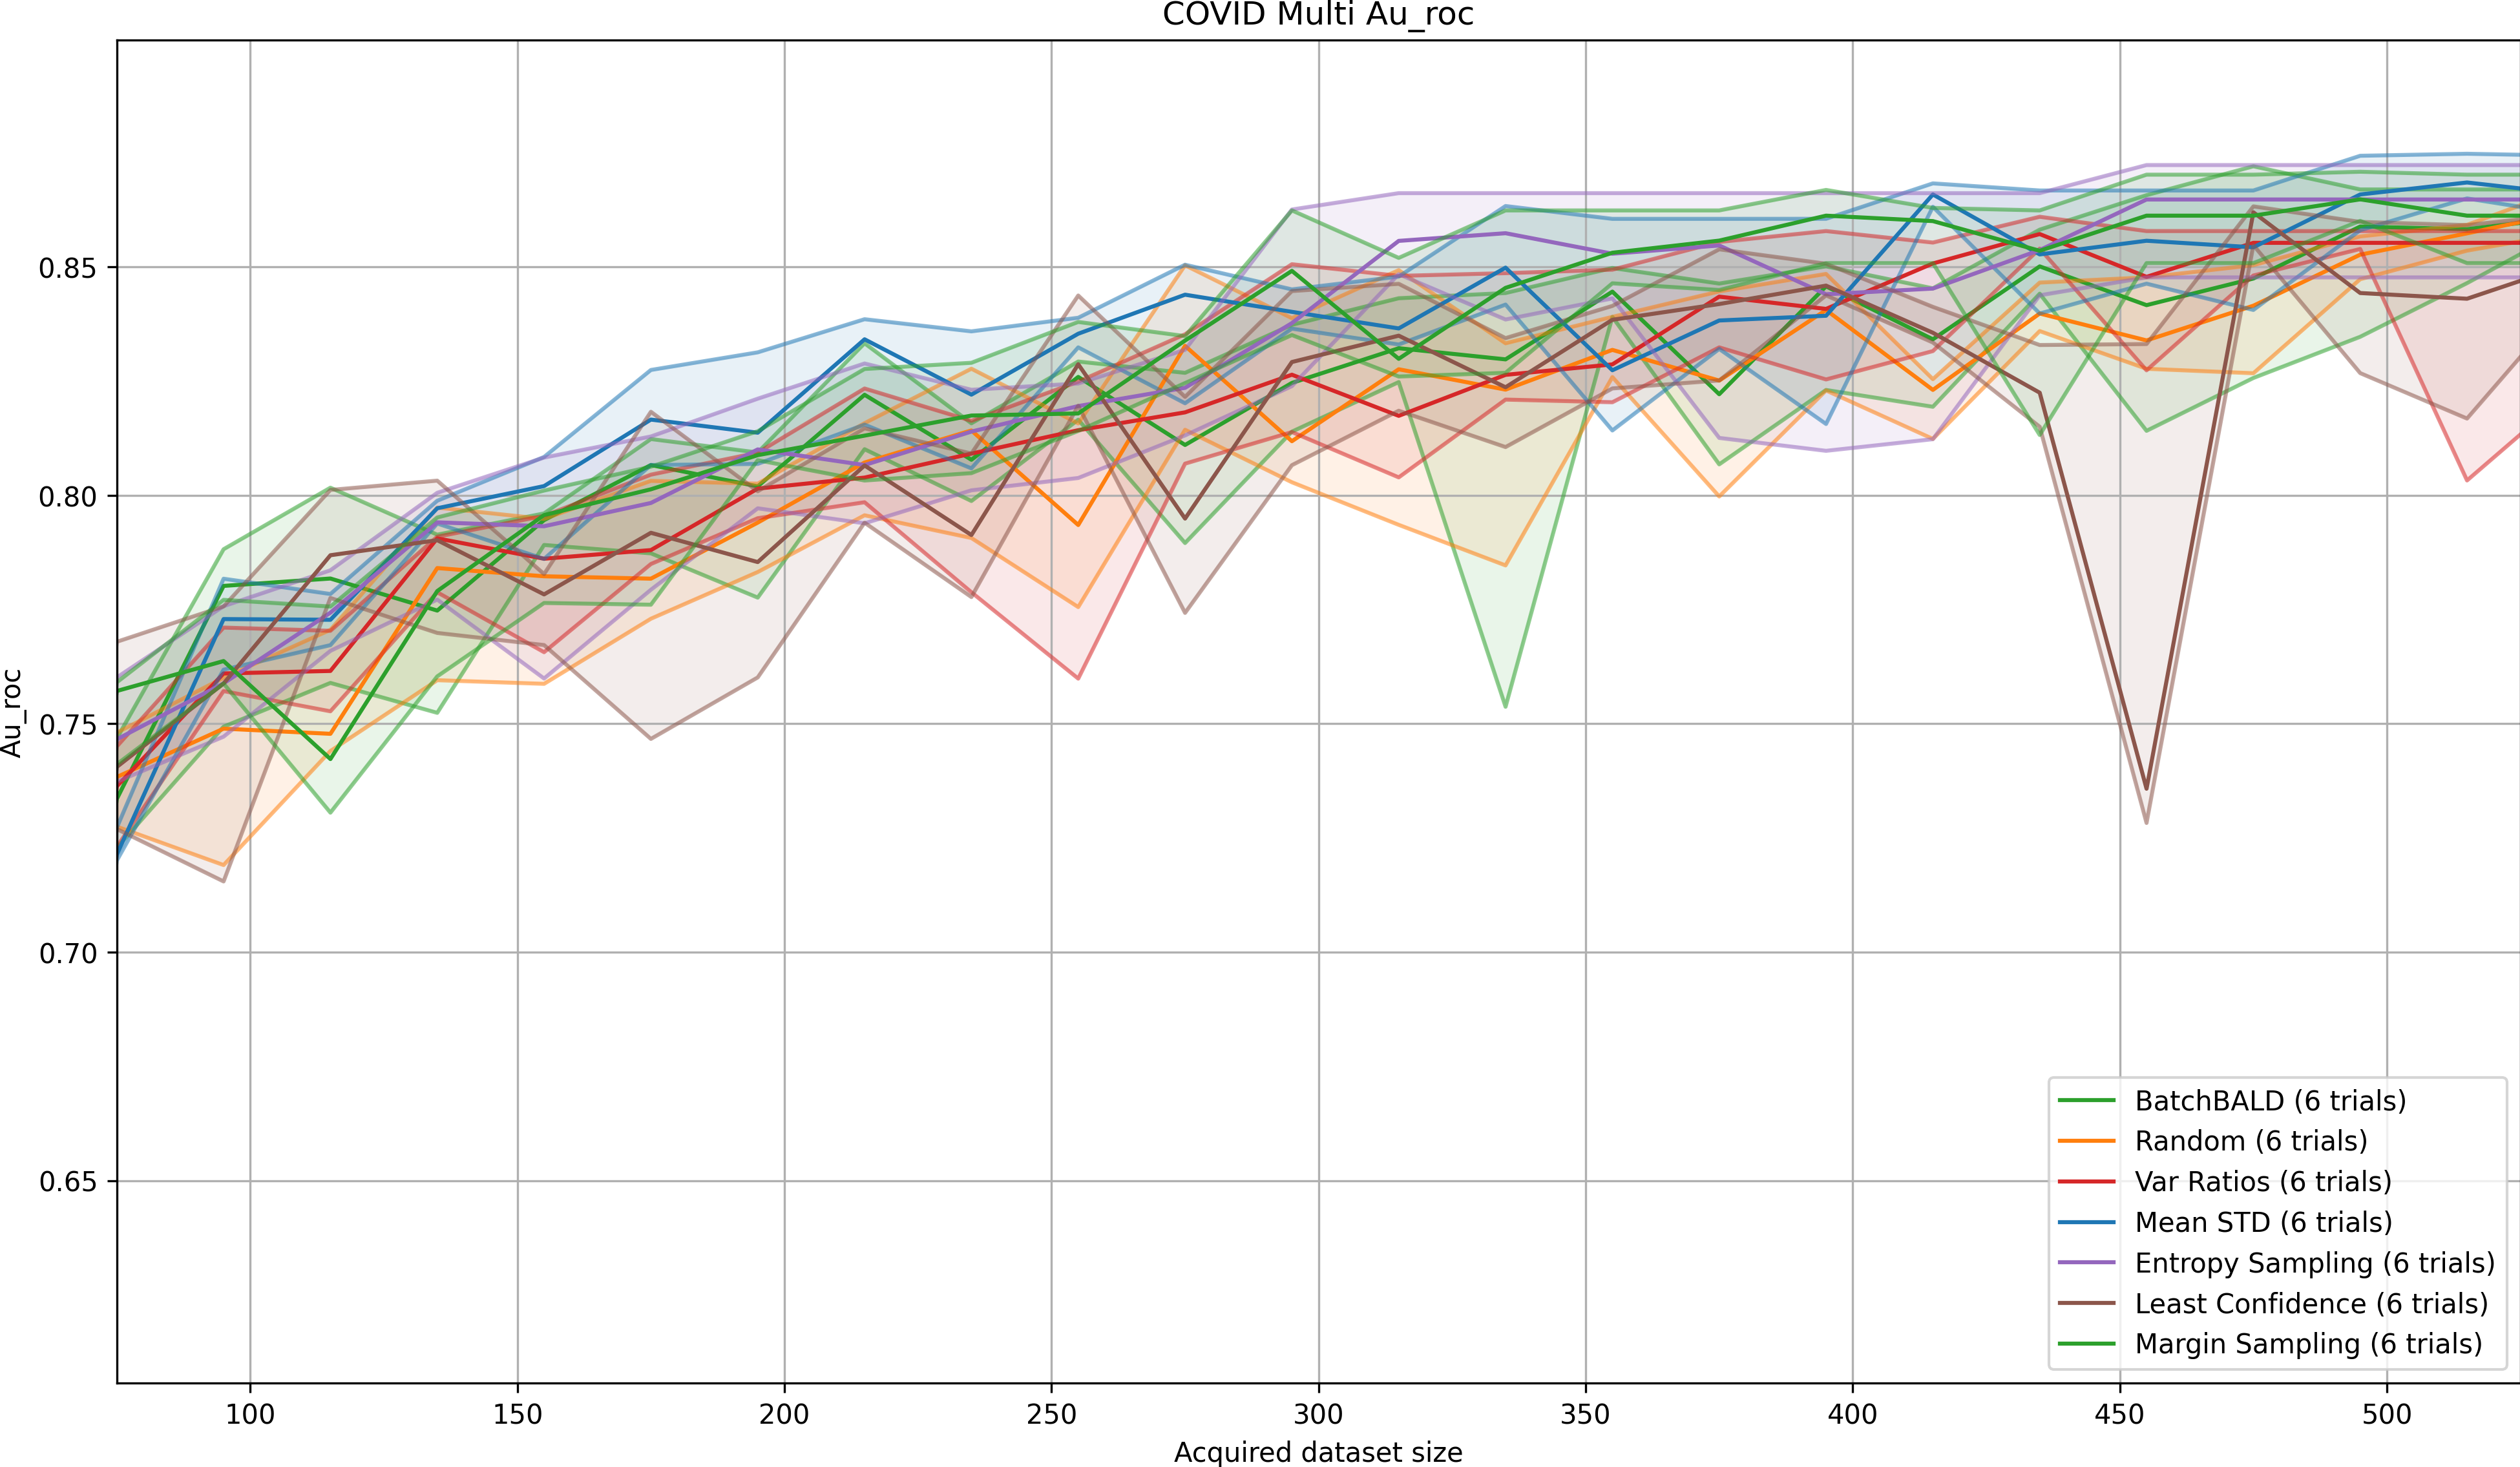 COVID Multi Au_roc
Au_roc
0.85
0.80
0.75
0.70
0.65
BatchBALD (6 trials)
Random (6 trials)
Var Ratios (6 trials)
Mean STD (6 trials)
Entropy Sampling (6 trials)
Least Confidence (6 trials)
Margin Sampling (6 trials)
100 150 200 250 300 350 400 450 500
Acquired dataset size